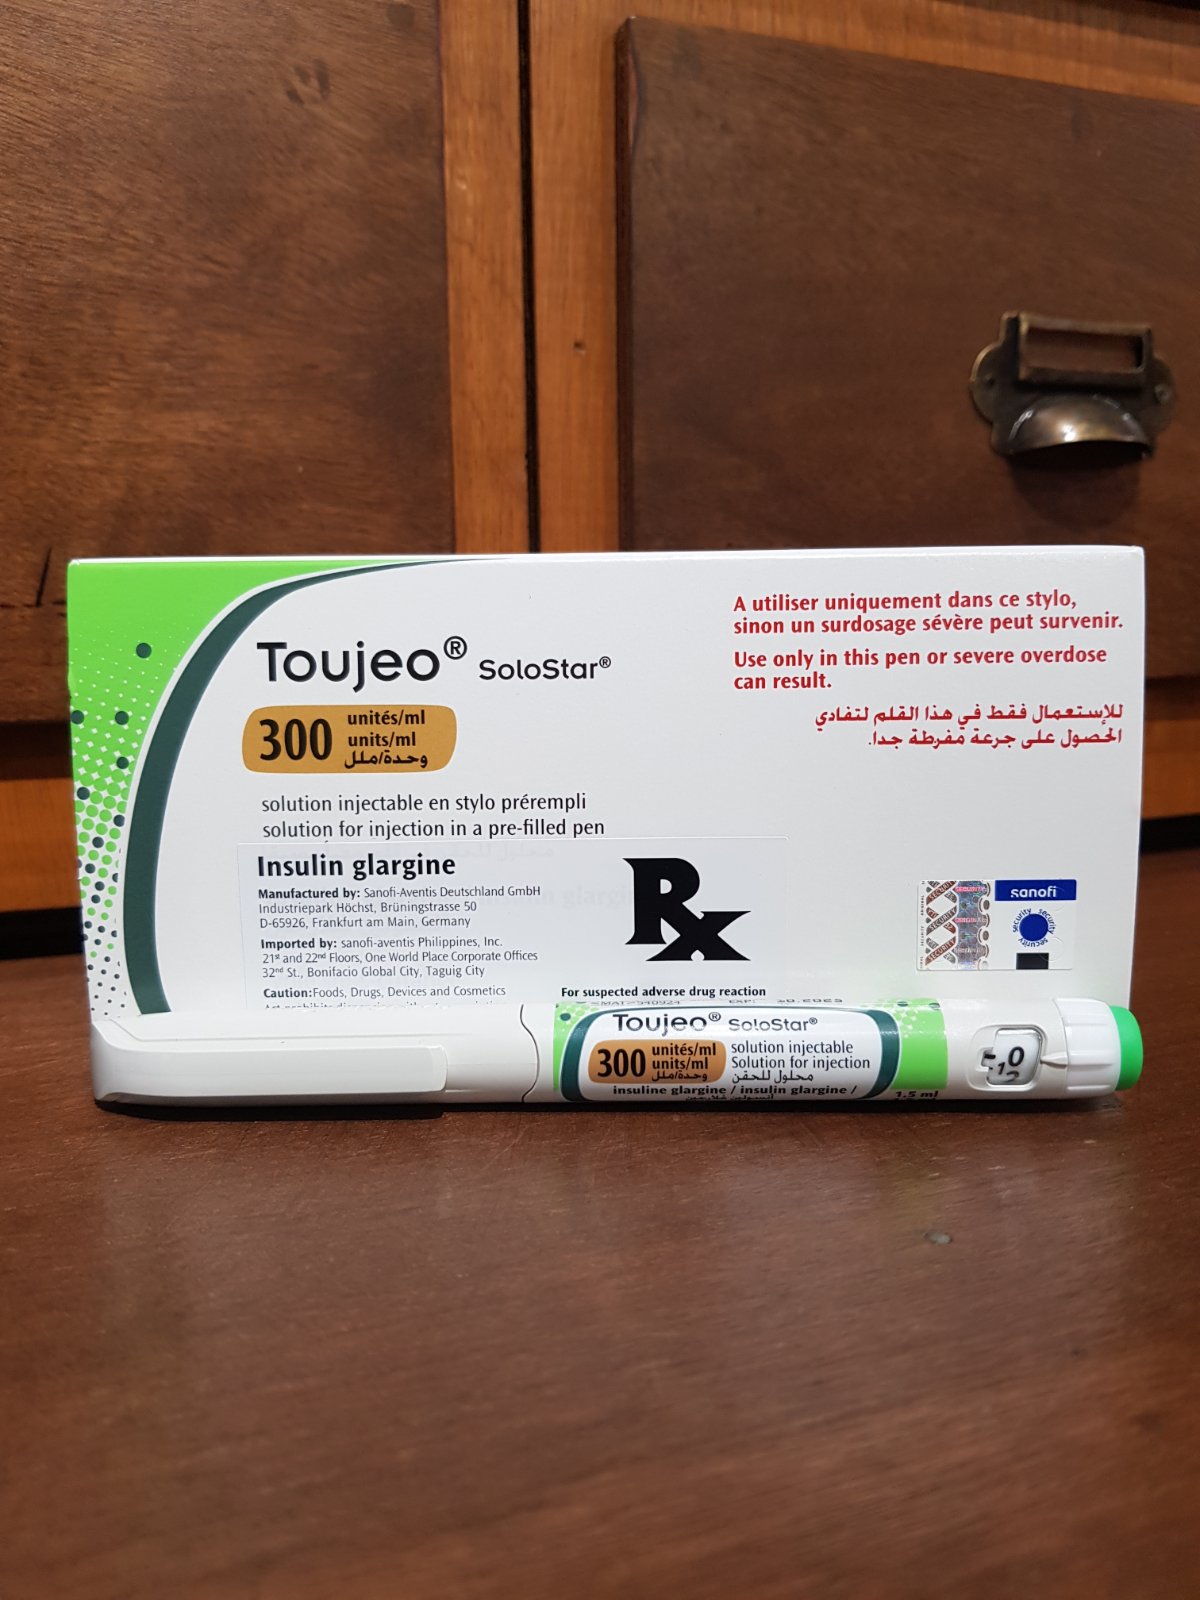 Toujeo® SoloStar®
300 unités/ml
units/ml
وحدة/ملل
A utiliser uniquement dans ce stylo,
sinon un surdosage sévère peut survenir.
Use only in this pen or severe overdose
can result.
للإستعمال فقط في هذا القلم لتفادي
الحصول على جرعة مفرطة جدا.
solution injectable en stylo prérempli
solution for injection in a pre-filled pen
Insulin glargine
Manufactured by: Sanofi-Aventis Deutschland GmbH
Industriepark Höchst, Brüningstrasse 50
D-65926, Frankfurt am Main, Germany
Imported by: sanofi-aventis Philippines, Inc.
21st and 22nd Floors, One World Place Corporate Offices
32nd St., Bonifacio Global City, Taguig City
Caution:Foods, Drugs, Devices and Cosmetics
Rx
For suspected adverse drug reaction
sanofi
security security
Toujeo® SoloStar®
300 unités/ml
units/ml
وحدة/ملل
solution injectable
Solution for injection
محلول للحقن
insuline glargine / insulin glargine /
1.5 ml
0